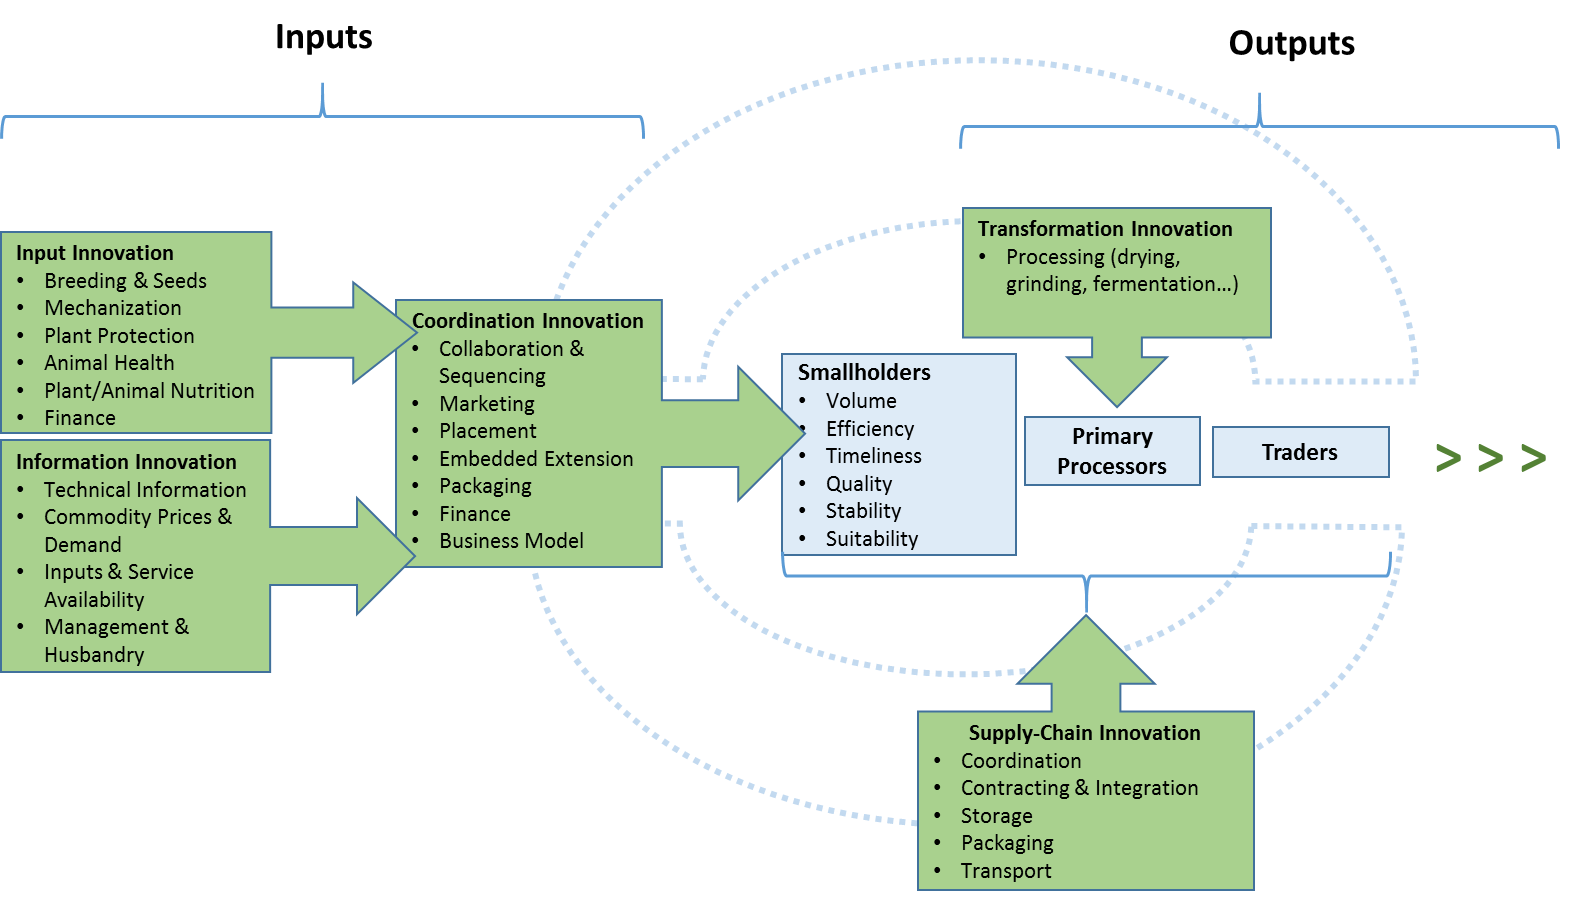 Inputs
Outputs
Input Innovation
• Breeding & Seeds
• Mechanization
• Plant Protection
• Animal Health
• Plant/Animal Nutrition
• Finance
Information Innovation
• Technical Information
• Commodity Prices &
Demand
• Inputs & Service
Availability
• Management &
Husbandry
Coordination Innovation
• Collaboration &
Sequencing
• Marketing
• Placement
• Embedded Extension
• Packaging
• Finance
• Business Model
Smallholders
• Volume
• Efficiency
• Timeliness
• Quality
• Stability
• Suitability
Transformation Innovation
• Processing (drying,
grinding, fermentation…)
Primary
Processors
Traders
> > >
Supply-Chain Innovation
• Coordination
• Contracting & Integration
• Storage
• Packaging
• Transport